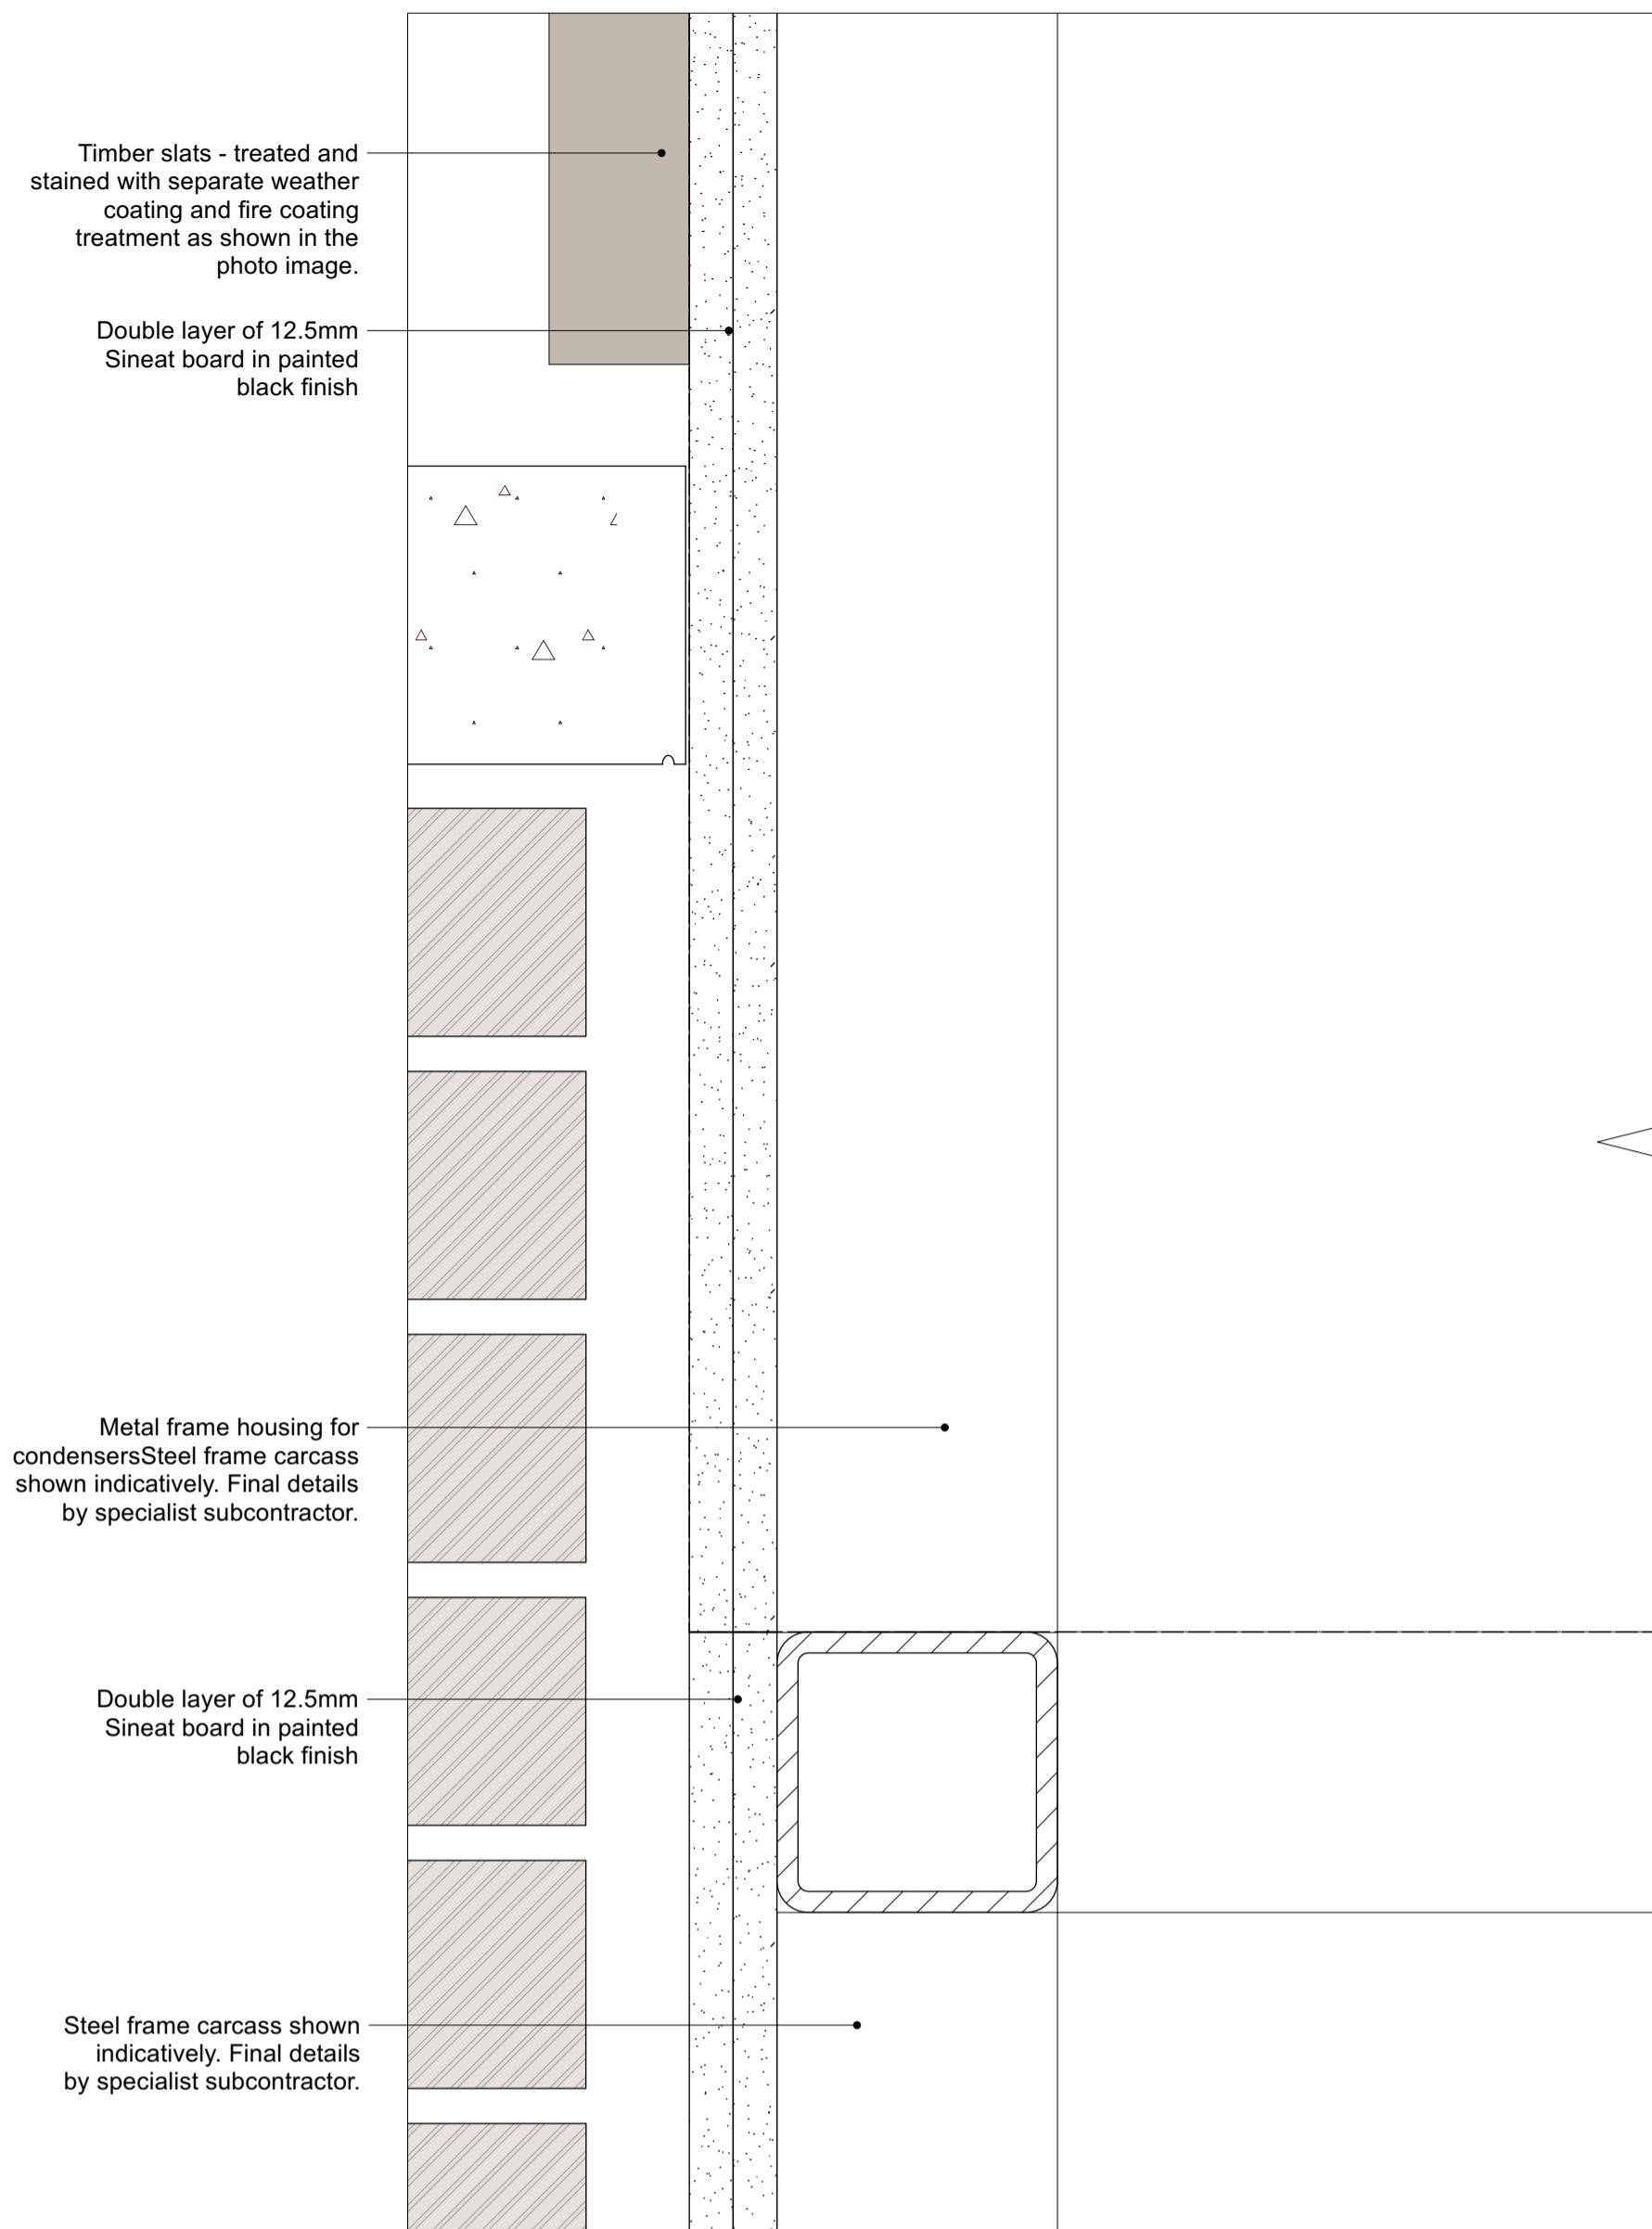 Timber slats - treated and
stained with separate weather
coating and fire coating
treatment as shown in the
photo image.
Double layer of 12.5mm
Sineat board in painted
black finish
Metal frame housing for
condensersSteel frame carcass
shown indicatively. Final details
by specialist subcontractor.
Double layer of 12.5mm
Sineat board in painted
black finish
Steel frame carcass shown
indicatively. Final details
by specialist subcontractor.